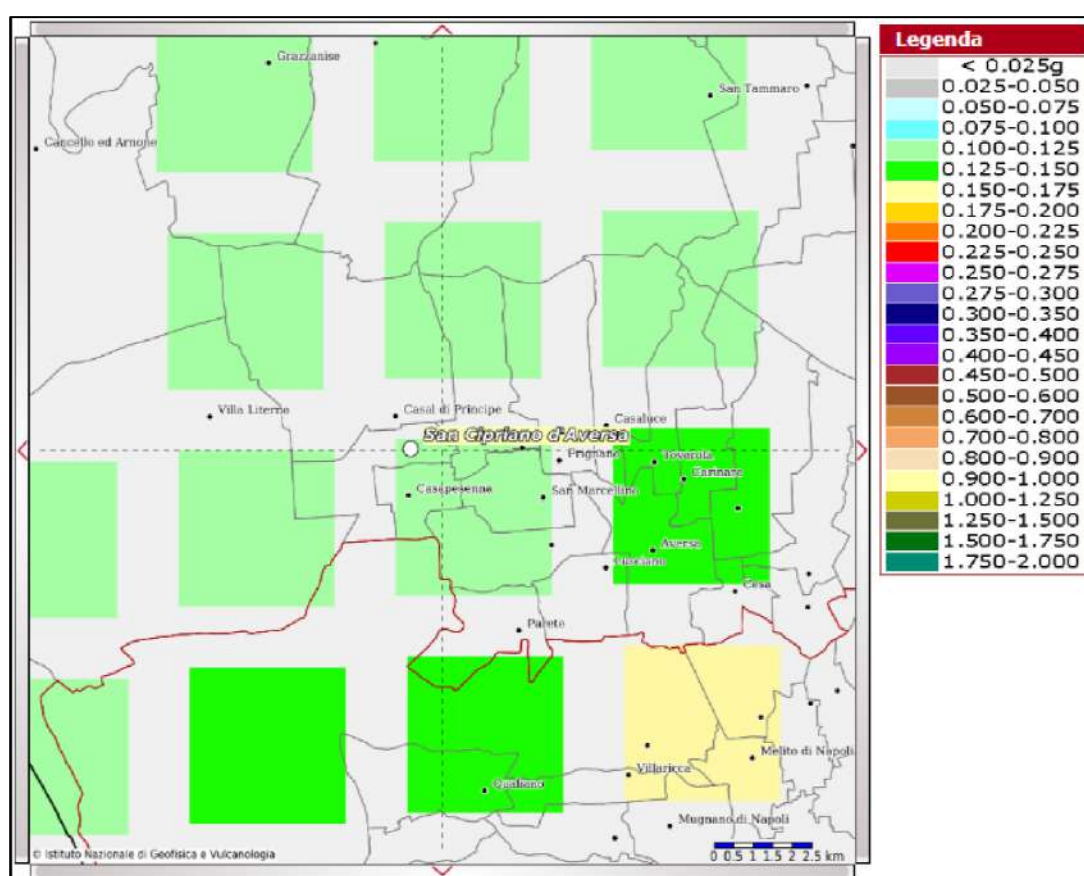 Grazzanise
San Tammaro
Cancello ed Arnone
Villa Literno
Casal di Principe
Casaluce
San Cipriano d'Aversa
Frignano
Teverola
Carinaro
Casapesenna
San Marcellino
Aversa
Lusciano
Cesa
Parete
Melito di Napoli
Villaricca
Qualiano
Mugnano di Napoli
© Istituto Nazionale di Geofisica e Vulcanologia
0 0.5 1 1.5 2 2.5 km
Legenda
< 0.025g
0.025-0.050
0.050-0.075
0.075-0.100
0.100-0.125
0.125-0.150
0.150-0.175
0.175-0.200
0.200-0.225
0.225-0.250
0.250-0.275
0.275-0.300
0.300-0.350
0.350-0.400
0.400-0.450
0.450-0.500
0.500-0.600
0.600-0.700
0.700-0.800
0.800-0.900
0.900-1.000
1.000-1.250
1.250-1.500
1.500-1.750
1.750-2.000